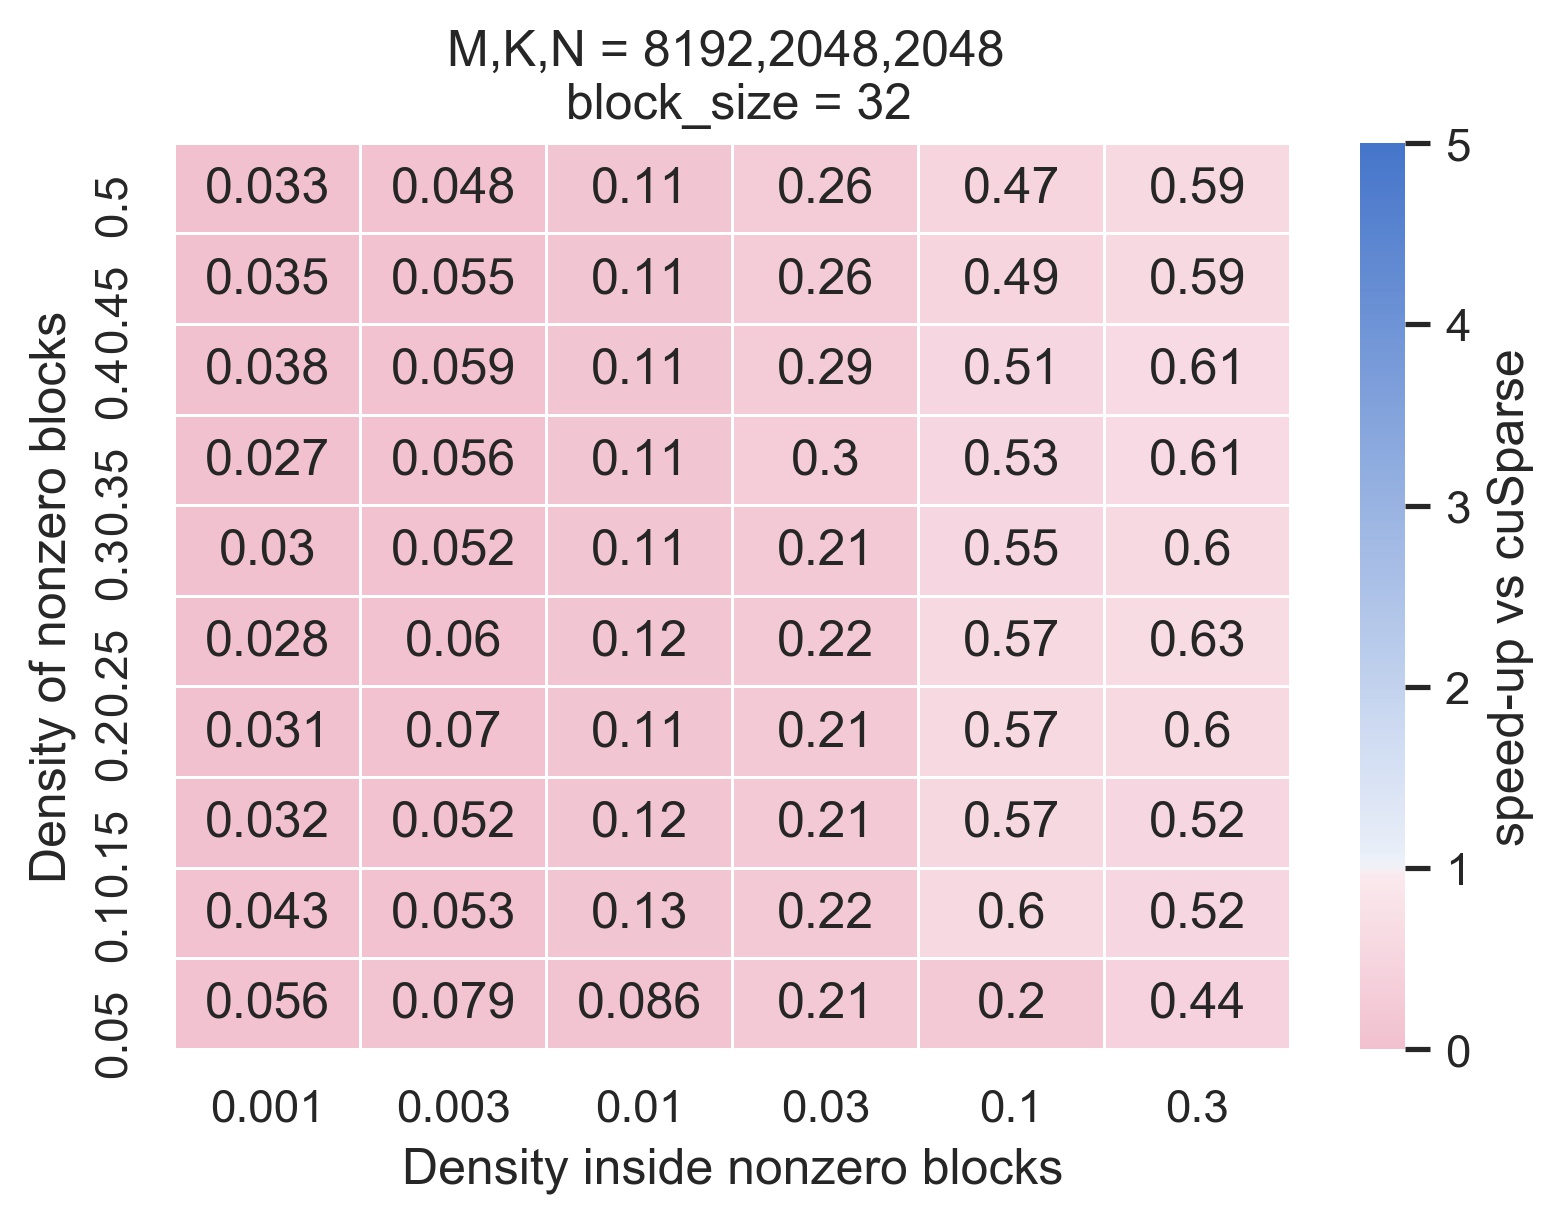 M,K,N = 8192,2048,2048
block_size = 32
0.5 0.033 0.048 0.11 0.26 0.47 0.59
0.45 0.035 0.055 0.11 0.26 0.49 0.59
0.4 0.038 0.059 0.11 0.29 0.51 0.61
0.35 0.027 0.056 0.11 0.3 0.53 0.61
0.3 0.03 0.052 0.11 0.21 0.55 0.6
0.25 0.028 0.06 0.12 0.22 0.57 0.63
0.2 0.031 0.07 0.11 0.21 0.57 0.6
0.15 0.032 0.052 0.12 0.21 0.57 0.52
0.1 0.043 0.053 0.13 0.22 0.6 0.52
0.05 0.056 0.079 0.086 0.21 0.2 0.44
0.001 0.003 0.01 0.03 0.1 0.3
Density inside nonzero blocks
Density of nonzero blocks
5
4
3
2
1
0
speed-up vs cuSparse